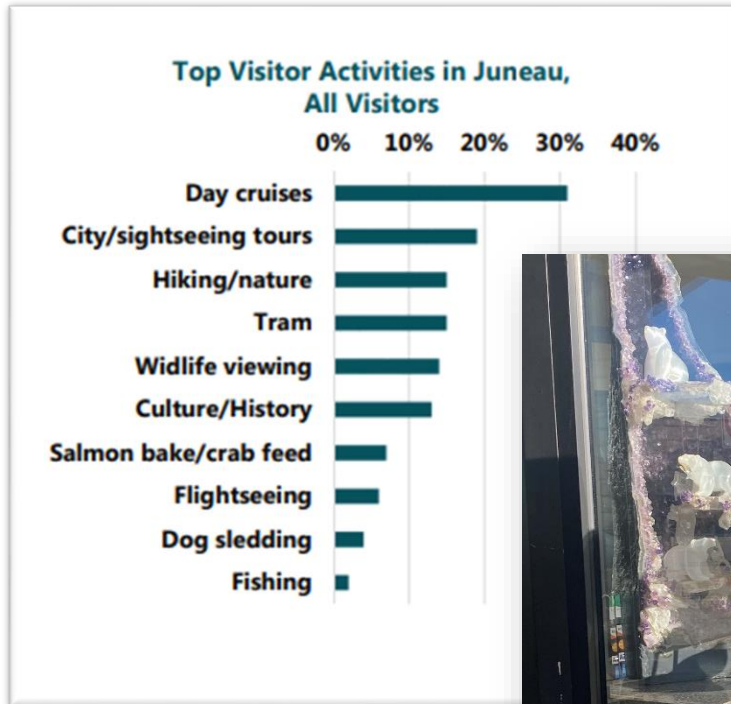 Top Visitor Activities in Juneau,
All Visitors
0% 10% 20% 30% 40%
Day cruises
City/sightseeing tours
Hiking/nature
Tram
Widlife viewing
Culture/History
Salmon bake/crab feed
Flightseeing
Dog sledding
Fishing